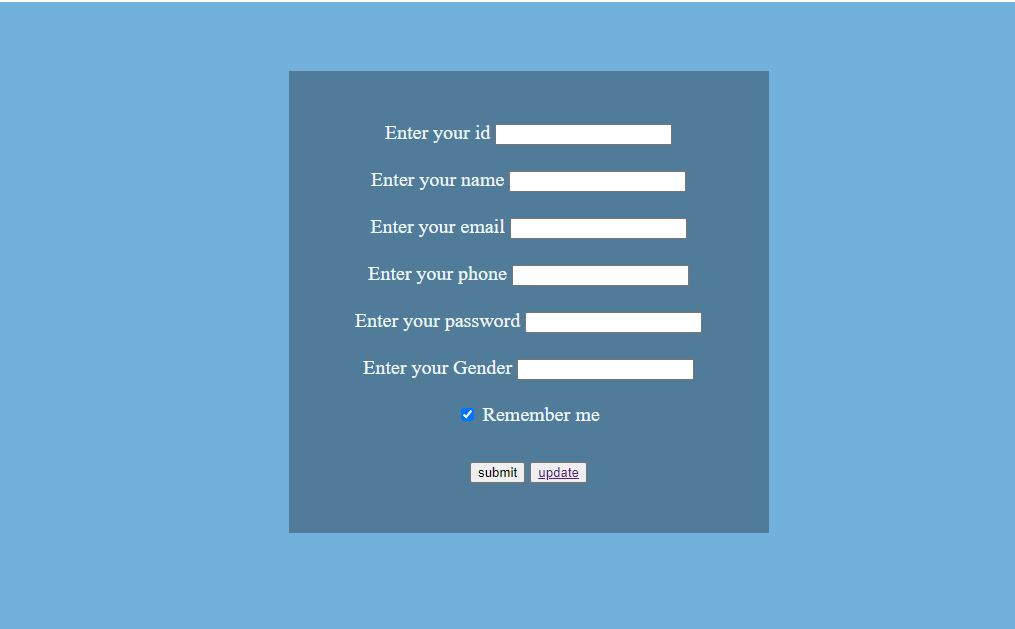 Enter your id
Enter your name
Enter your email
Enter your phone
Enter your password
Enter your Gender
Remember me
submit update